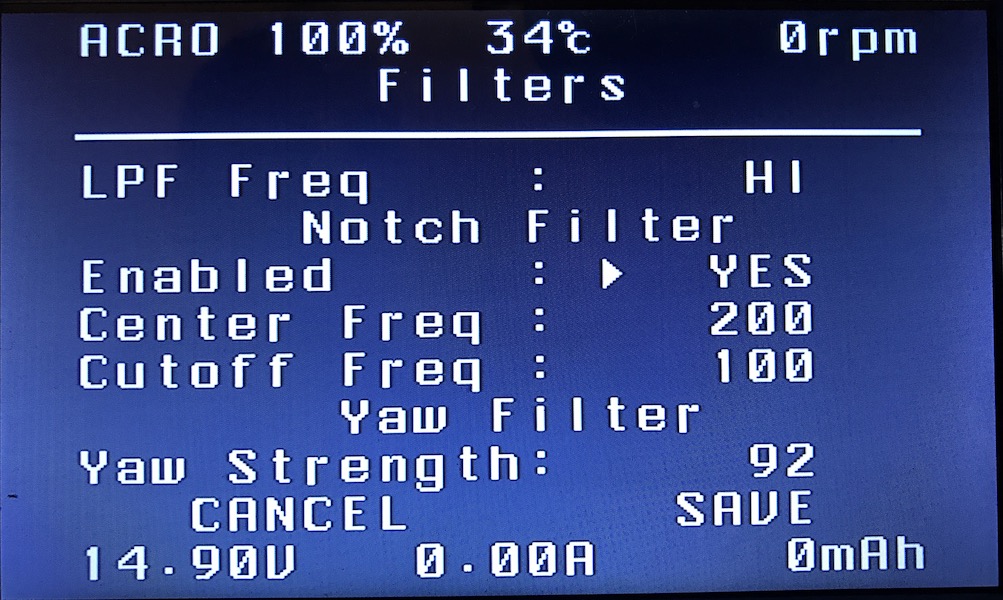 ACRO 100% 34℃ 0rpm
Filters
LPF Freq : HI
Notch Filter
Enabled : ▶ YES
Center Freq : 200
Cutoff Freq : 100
Yaw Filter
Yaw Strength: 92
CANCEL SAVE
14.90V 0.00A 0mAh